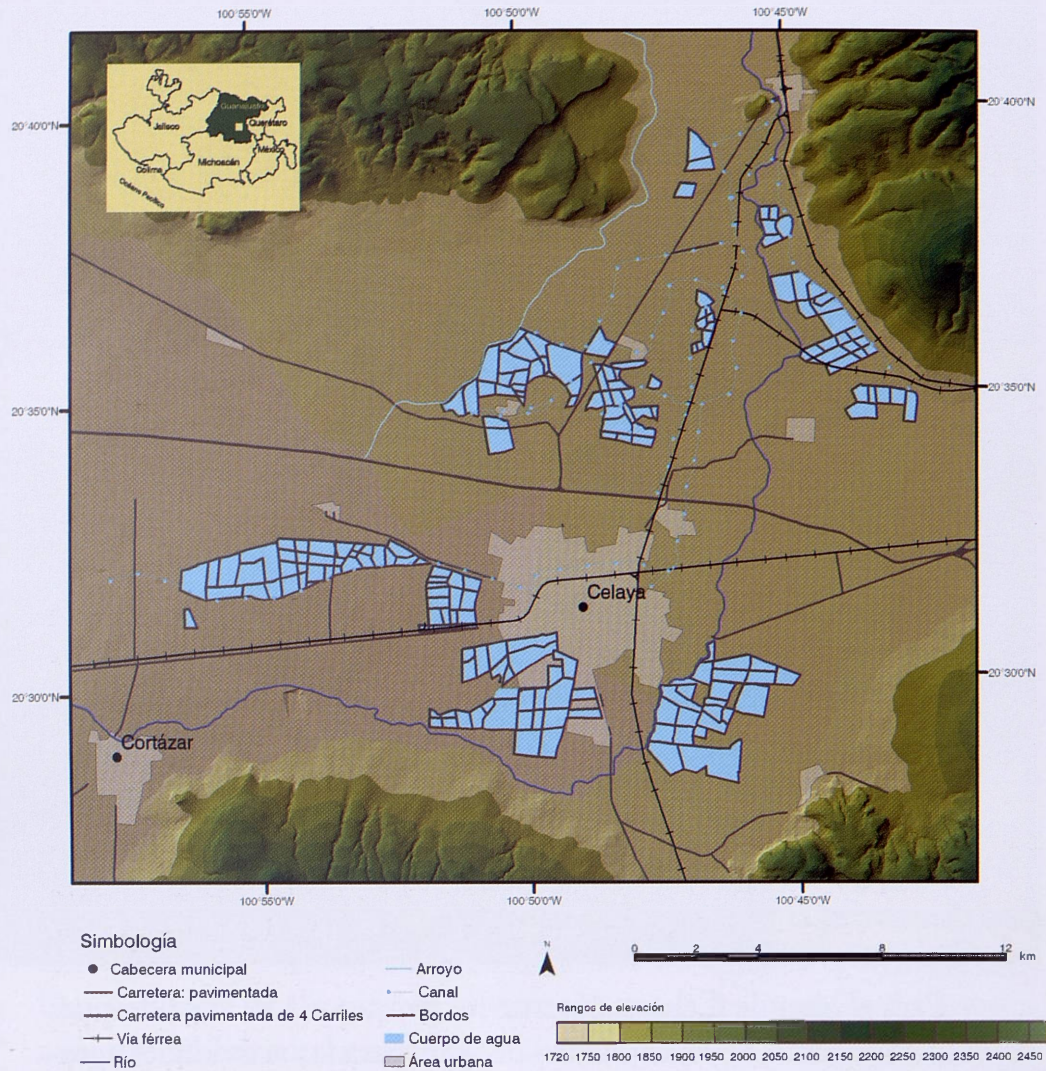 100°55'0"W 100°50'0"W 100°45'0"W
20°40'0"N
20°40'0"N
Guanajuato
Jalisco
Querétaro
México
Michoacán
Colima
Océano Pacífico
20°35'0"N
20°35'0"N
Celaya
20°30'0"N
20°30'0"N
Cortázar
100°55'0"W 100°50'0"W 100°45'0"W
Simbología
Cabecera municipal
Carretera: pavimentada
Carretera pavimentada de 4 Carriles
Vía férrea
Río
Arroyo
Canal
Bordos
Cuerpo de agua
Área urbana
N
0 2 4 8 12 km
Rangos de elevación
1720 1750 1800 1850 1900 1950 2000 2050 2100 2150 2200 2250 2300 2350 2400 2450